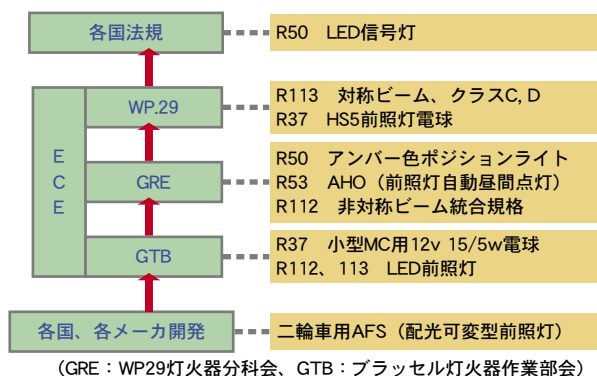 各国法規
R50 LED信号灯
ECE
WP.29
R113 対称ビーム、クラスC, D
R37 HS5前照灯電球
GRE
R50 アンバー色ポジションライト
R53 AHO（前照灯自動昼間点灯）
R112 非対称ビーム統合規格
GTB
R37 小型MC用12v 15/5w電球
R112、113 LED前照灯
各国、各メーカ開発
二輪車用AFS（配光可変型前照灯）
（GRE：WP29灯火器分科会、GTB：ブラッセル灯火器作業部会）